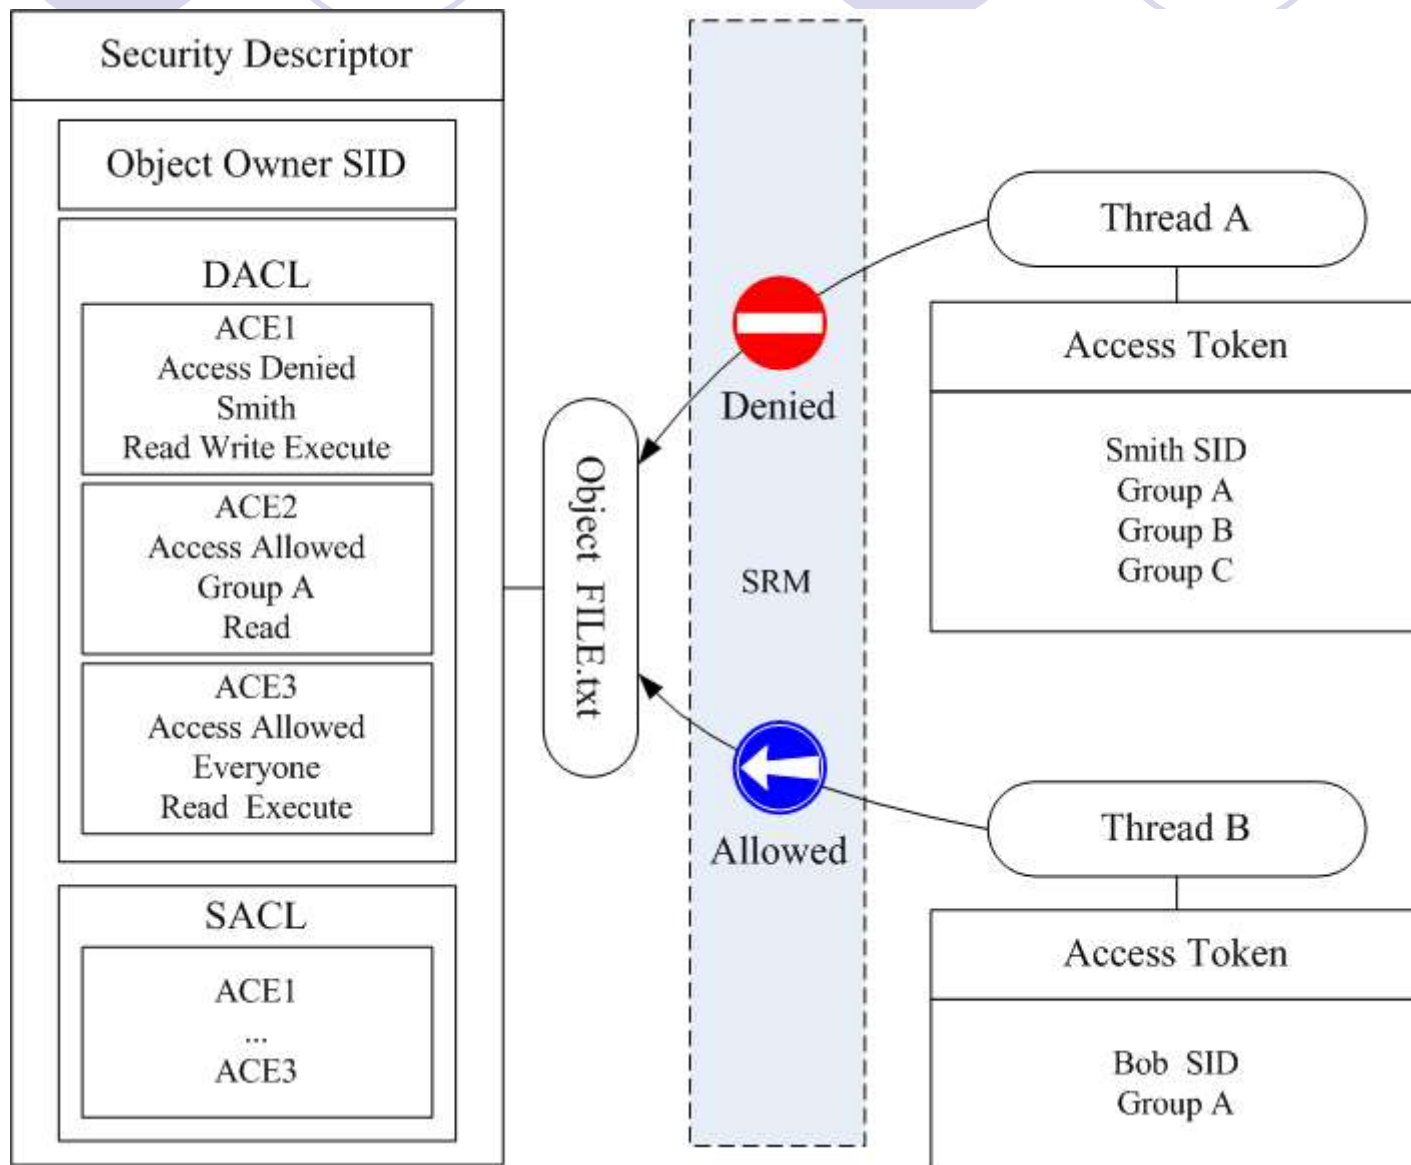 Security Descriptor
Object Owner SID
DACL
ACE1
Access Denied
Smith
Read Write Execute
ACE2
Access Allowed
Group A
Read
ACE3
Access Allowed
Everyone
Read Execute
SACL
ACE1
...
ACE3
Object FILE.txt
Denied
SRM
Allowed
Thread A
Access Token
Smith SID
Group A
Group B
Group C
Thread B
Access Token
Bob SID
Group A